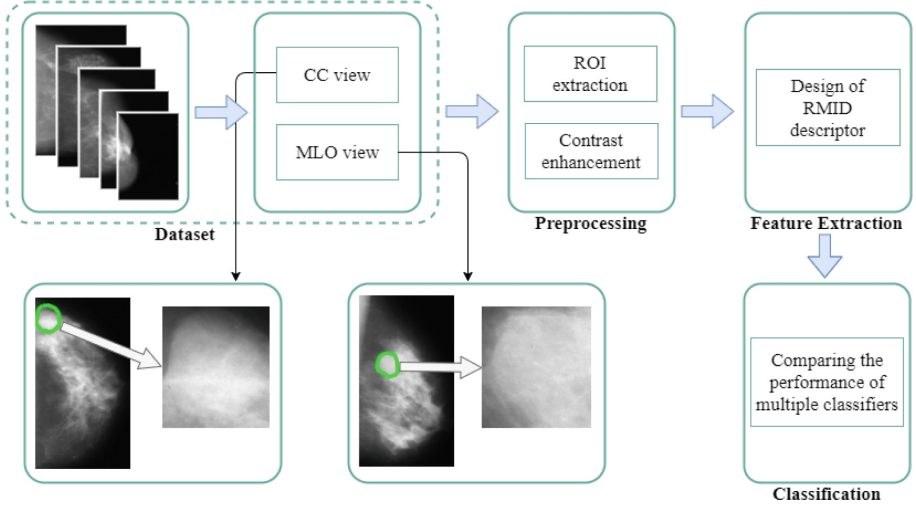 CC view
MLO view
Dataset
ROI
extraction
Contrast
enhancement
Preprocessing
Design of
RMID
descriptor
Feature Extraction
Comparing the
performance of
multiple classifiers
Classification